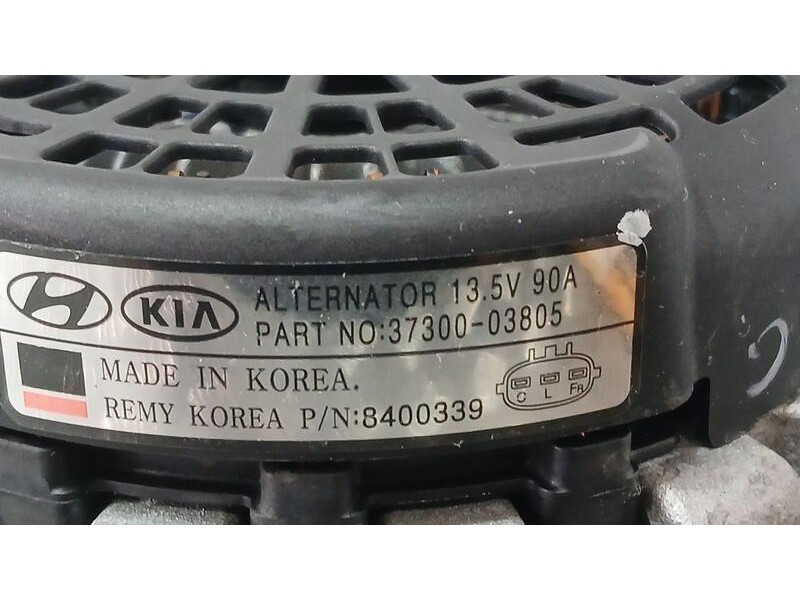 KIA
ALTERNATOR 13.5V 90A
PART NO:37300-03805
MADE IN KOREA.
REMY KOREA P/N:8400339
C L FR